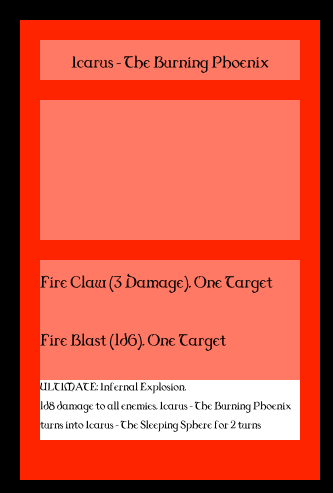 Icarus - The Burning Phoenix
Fire Claw (3 Damage). One Target
Fire Blast (1d6). One Target
ULTIMATE: Infernal Explosion.
1d8 damage to all enemies. Icarus - The Burning Phoenix
turns into Icarus - The Sleeping Sphere for 2 turns